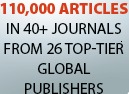 110,000 ARTICLES
IN 40+ JOURNALS
FROM 26 TOP-TIER
GLOBAL
PUBLISHERS